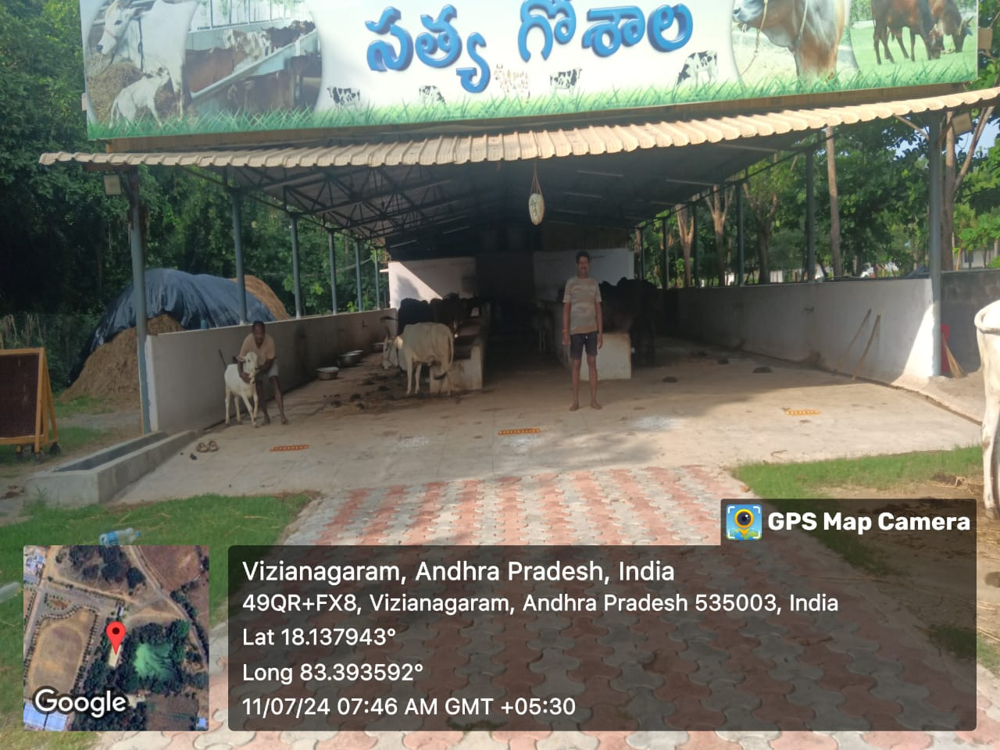 సత్య గోశాల
GPS Map Camera
Vizianagaram, Andhra Pradesh, India
49QR+FX8, Vizianagaram, Andhra Pradesh 535003, India
Lat 18.137943°
Long 83.393592°
11/07/24 07:46 AM GMT +05:30
Google